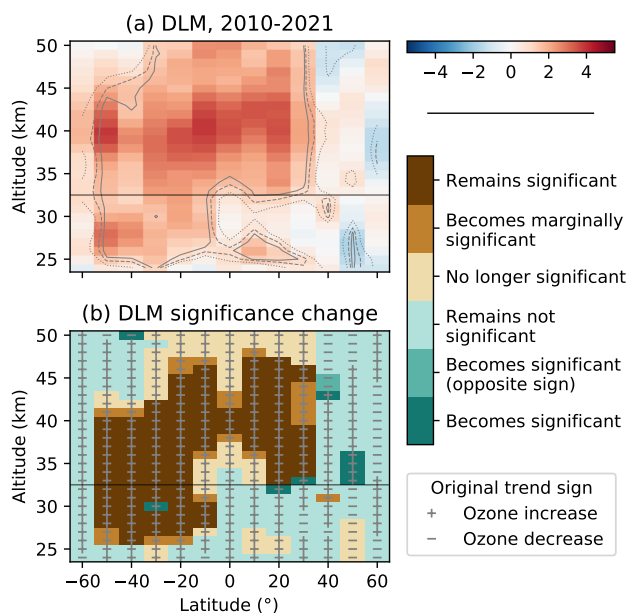 (a) DLM, 2010-2021
50
45
40
35
30
25
Altitude (km)
−4 −2 0 2 4
(b) DLM significance change
50
45
40
35
30
25
Altitude (km)
−60 −40 −20 0 20 40 60
Latitude (°)
Remains significant
Becomes marginally
significant
No longer significant
Remains not
significant
Becomes significant
(opposite sign)
Becomes significant
Original trend sign
+ Ozone increase
− Ozone decrease